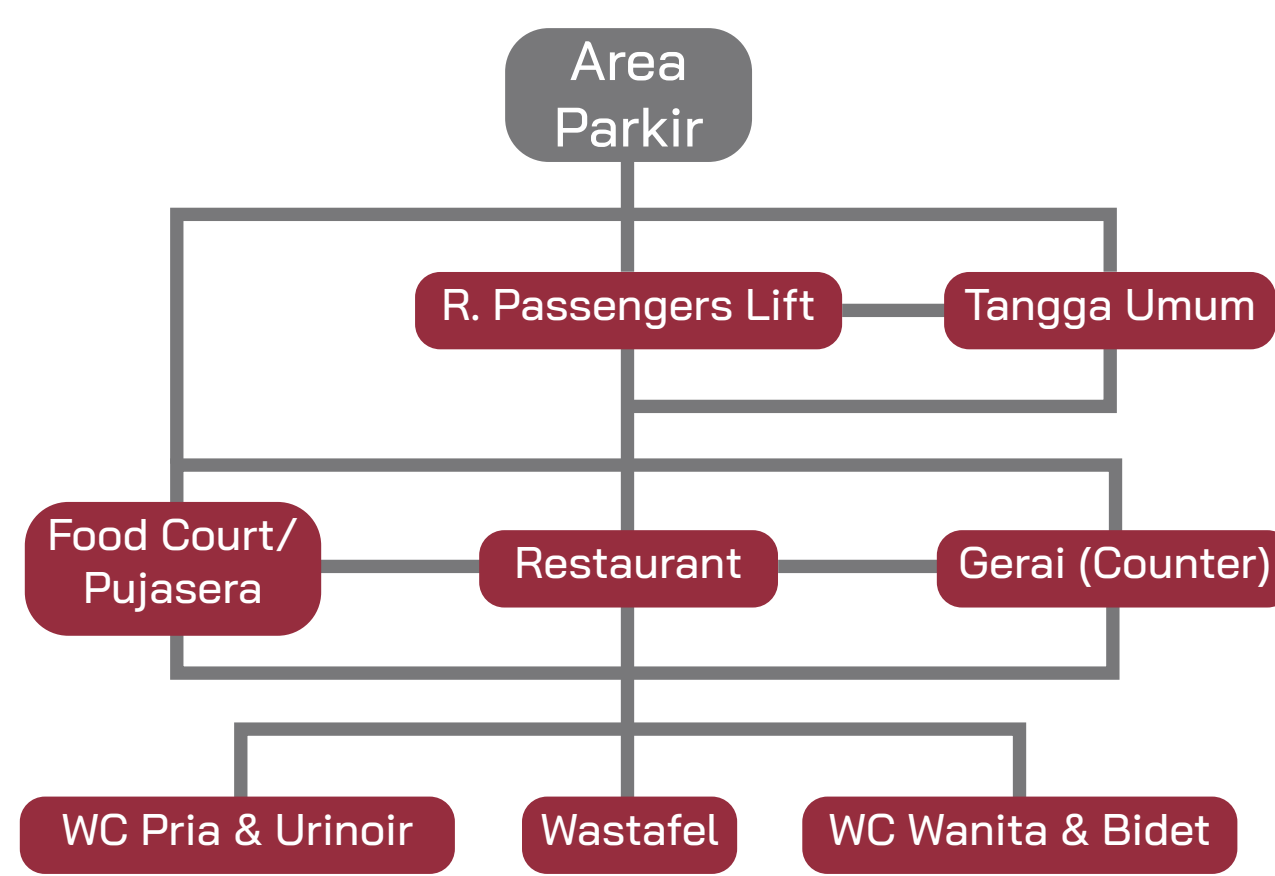 Area
Parkir
R. Passengers Lift
Tangga Umum
Food Court/
Pujasera
Restaurant
Gerai (Counter)
WC Pria & Urinoir
Wastafel
WC Wanita & Bidet